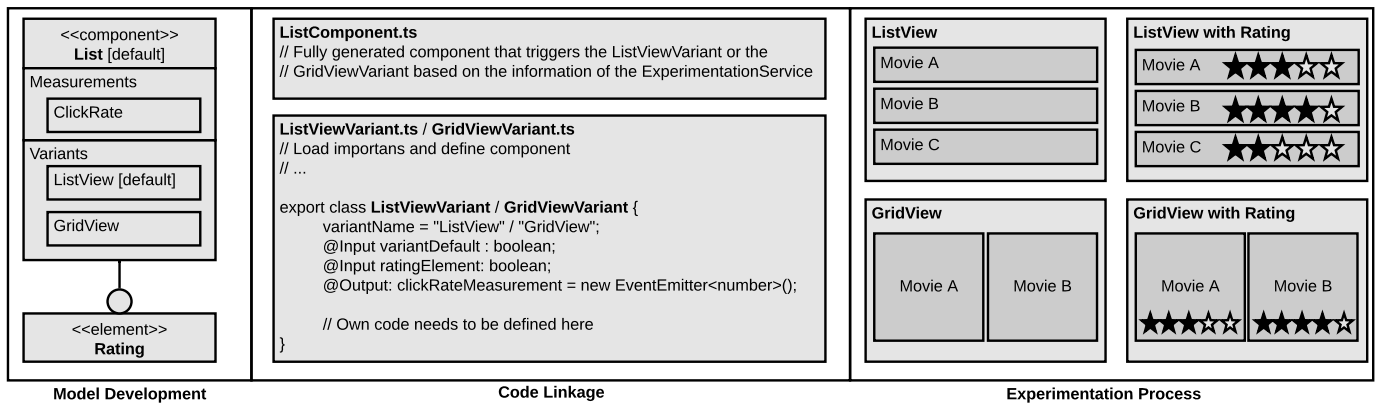 <<component>>
List [default]
Measurements
ClickRate
Variants
ListView [default]
GridView
<<element>>
Rating
Model Development
ListComponent.ts
// Fully generated component that triggers the ListViewVariant or the
// GridViewVariant based on the information of the ExperimentationService
ListViewVariant.ts / GridViewVariant.ts
// Load importans and define component
// ...
export class ListViewVariant / GridViewVariant {
variantName = "ListView" / "GridView";
@Input variantDefault : boolean;
@Input ratingElement: boolean;
@Output: clickRateMeasurement = new EventEmitter<number>();
// Own code needs to be defined here
}
Code Linkage
ListView
Movie A
Movie B
Movie C
ListView with Rating
Movie A
Movie B
Movie C
GridView
Movie A
Movie B
GridView with Rating
Movie A
Movie B
Experimentation Process